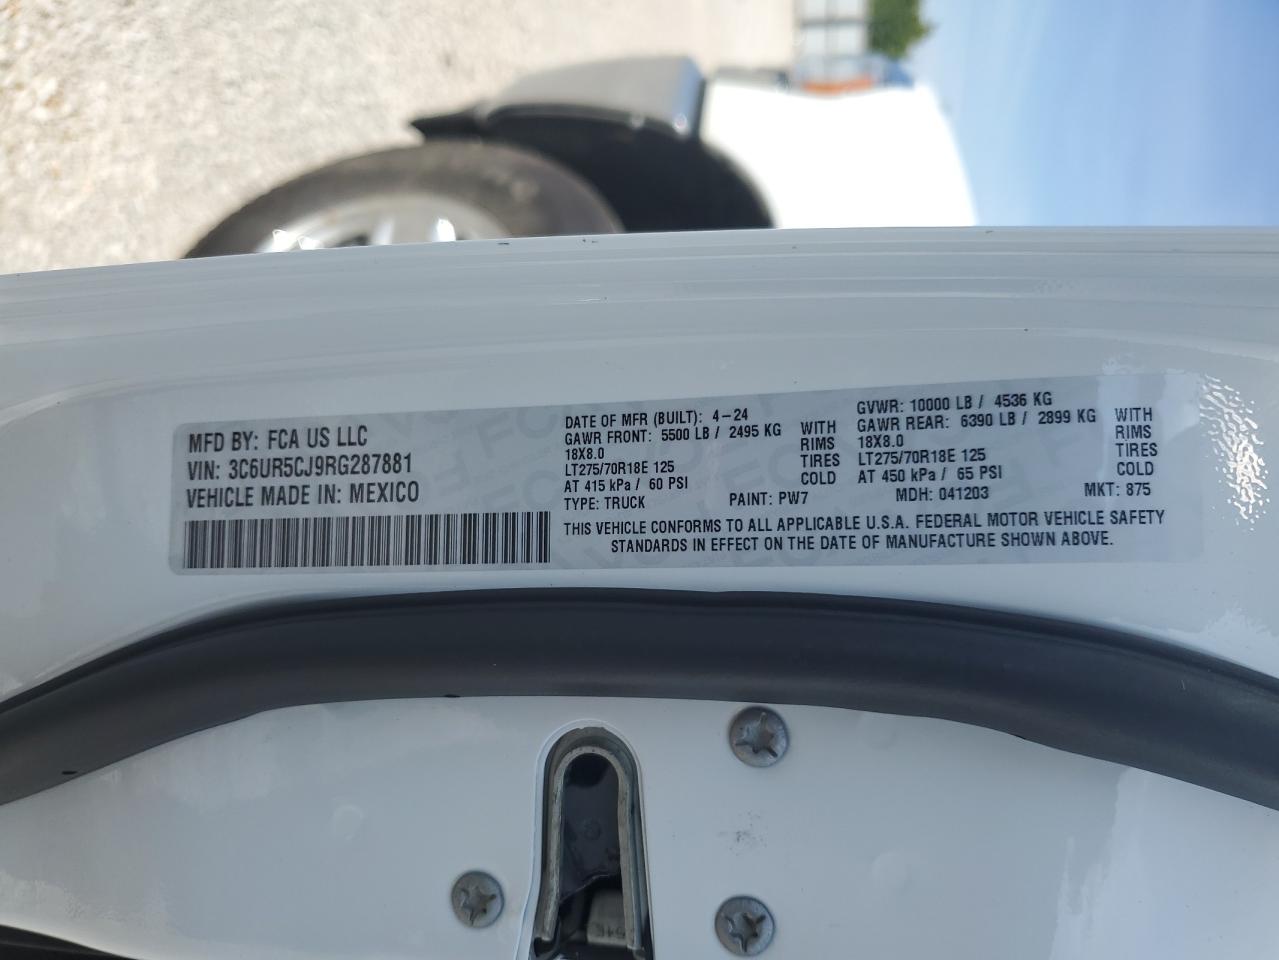 MFD BY: FCA US LLC
VIN: 3C6UR5CJ9RG287881
VEHICLE MADE IN: MEXICO
DATE OF MFR (BUILT): 4-24
GAWR FRONT: 5500 LB / 2495 KG WITH
18X8.0 RIMS
LT275/70R18E 125 TIRES
AT 415 kPa / 60 PSI COLD
GVWR: 10000 LB / 4536 KG
GAWR REAR: 6390 LB / 2899 KG WITH
18X8.0 RIMS
LT275/70R18E 125 TIRES
AT 450 kPa / 65 PSI COLD
TYPE: TRUCK PAINT: PW7 MDH: 041203 MKT: 875
THIS VEHICLE CONFORMS TO ALL APPLICABLE U.S.A. FEDERAL MOTOR VEHICLE SAFETY
STANDARDS IN EFFECT ON THE DATE OF MANUFACTURE SHOWN ABOVE.